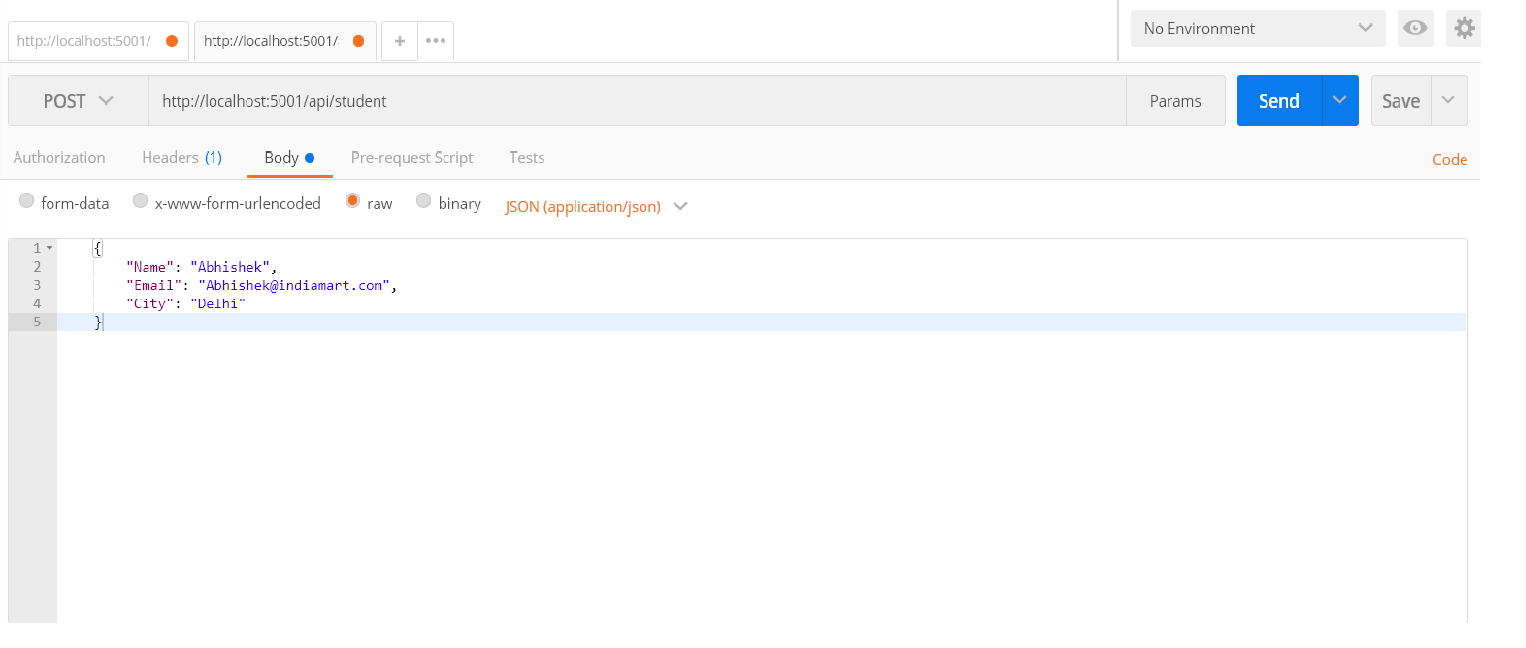 http://localhost:5001/ http://localhost:5001/ + ••• No Environment
POST http://localhost:5001/api/student Params Send Save
Authorization Headers (1) Body Pre-request Script Tests Code
form-data x-www-form-urlencoded raw binary JSON (application/json)
1 {
2 "Name": "Abhishek",
3 "Email": "Abhishek@indiamart.com",
4 "City": "Delhi"
5 }